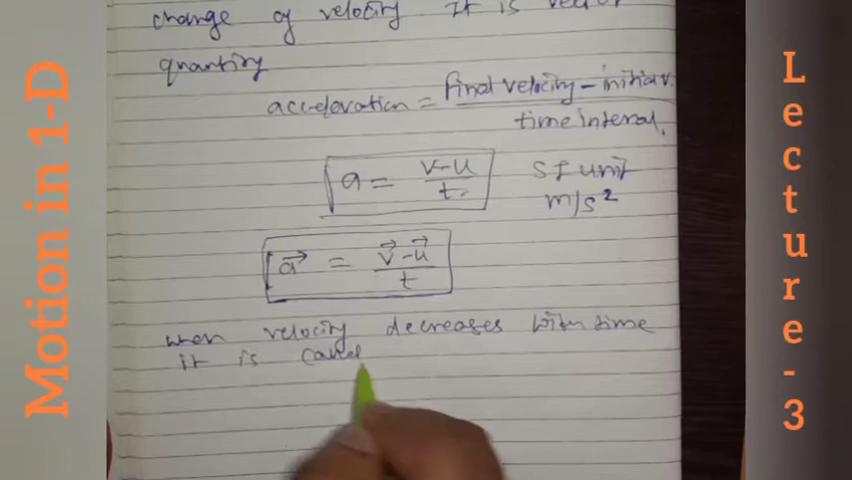 Motion in 1-D
change of velocity It is vector
quantity
acceleration = final velocity - initial v.
time interval.
a = v-u
t
SI unit
m/s²
a⃗ = v⃗ - u⃗
t
when velocity decreases with time
it is
Lecture-3